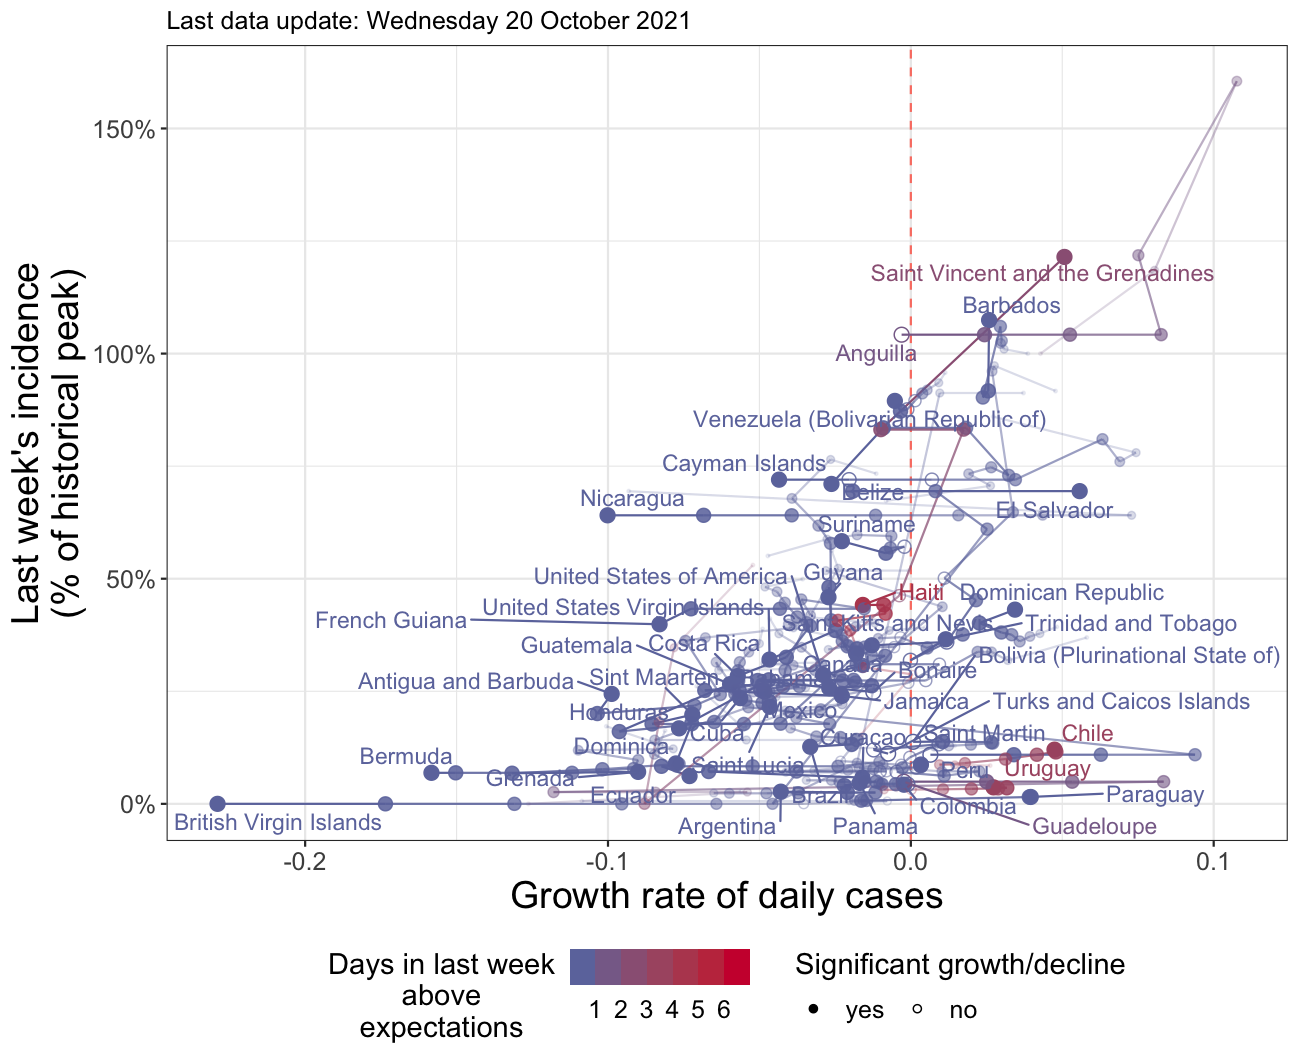 Last data update: Wednesday 20 October 2021
Last week's incidence
(% of historical peak)
150%
100%
50%
0%
Saint Vincent and the Grenadines
Barbados
Anguilla
Venezuela (Bolivarian Republic of)
Cayman Islands
Belize
Nicaragua
El Salvador
Suriname
United States of America
Guyana
Haiti
Dominican Republic
United States Virgin Islands
French Guiana
Saint Kitts and Nevis
Trinidad and Tobago
Guatemala
Costa Rica
Canada
Bonaire
Bolivia (Plurinational State of)
Antigua and Barbuda
Sint Maarten
Jamaica
Turks and Caicos Islands
Honduras
Mexico
Cuba
Curacao
Saint Martin
Chile
Dominica
Bermuda
Grenada
Saint Lucia
Peru
Uruguay
Ecuador
Brazil
Colombia
Paraguay
British Virgin Islands
Argentina
Panama
Guadeloupe
-0.2
-0.1
0.0
0.1
Growth rate of daily cases
Days in last week
above
expectations
1 2 3 4 5 6
Significant growth/decline
yes
no